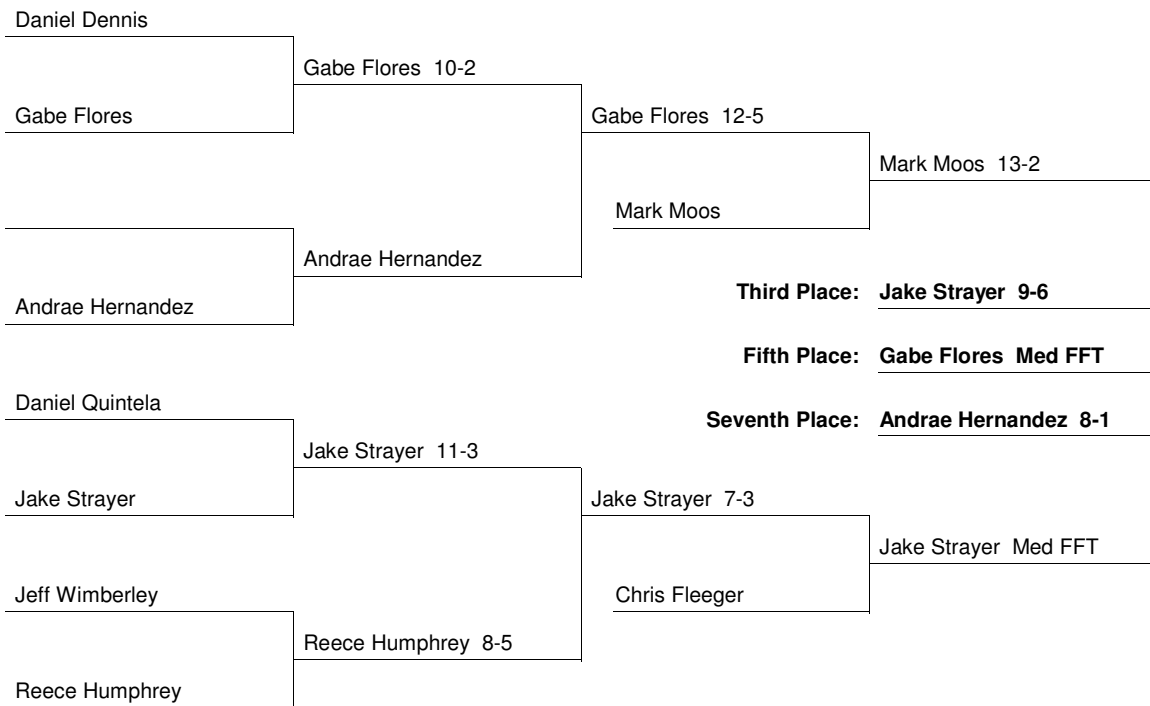 Daniel Dennis
Gabe Flores 10-2
Gabe Flores
Gabe Flores 12-5
Mark Moos 13-2
Mark Moos
Andrae Hernandez
Andrae Hernandez
Third Place: Jake Strayer 9-6
Fifth Place: Gabe Flores Med FFT
Seventh Place: Andrae Hernandez 8-1
Daniel Quintela
Jake Strayer 11-3
Jake Strayer
Jake Strayer 7-3
Jake Strayer Med FFT
Jeff Wimberley
Chris Fleeger
Reece Humphrey 8-5
Reece Humphrey